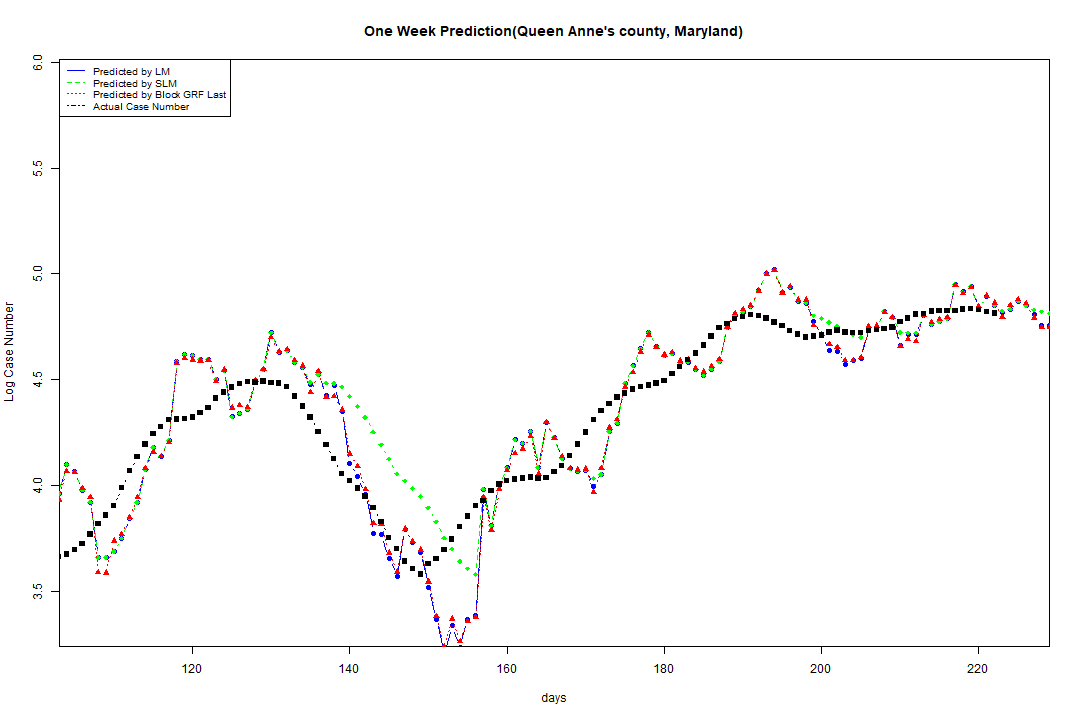 One Week Prediction(Queen Anne's county, Maryland)
Predicted by LM
Predicted by SLM
Predicted by Block GRF Last
Actual Case Number
6.0
5.5
5.0
4.5
4.0
3.5
Log Case Number
120 140 160 180 200 220
days